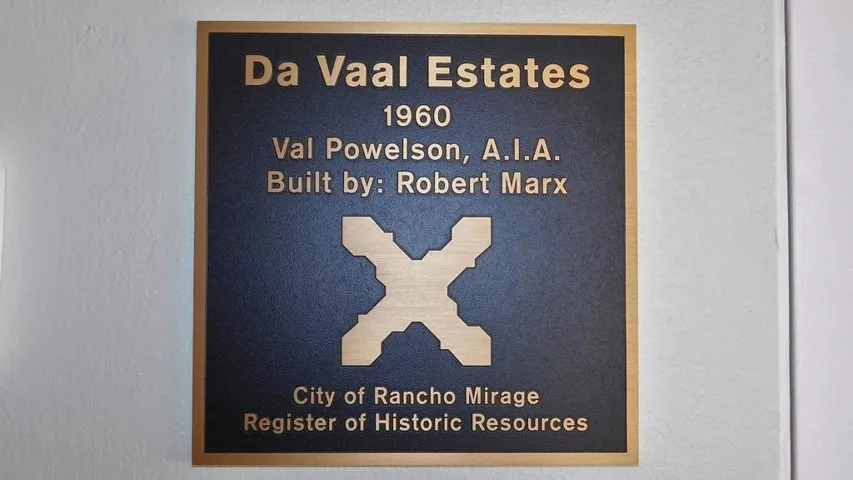 Da Vaal Estates
1960
Val Powelson, A.I.A.
Built by: Robert Marx
City of Rancho Mirage
Register of Historic Resources